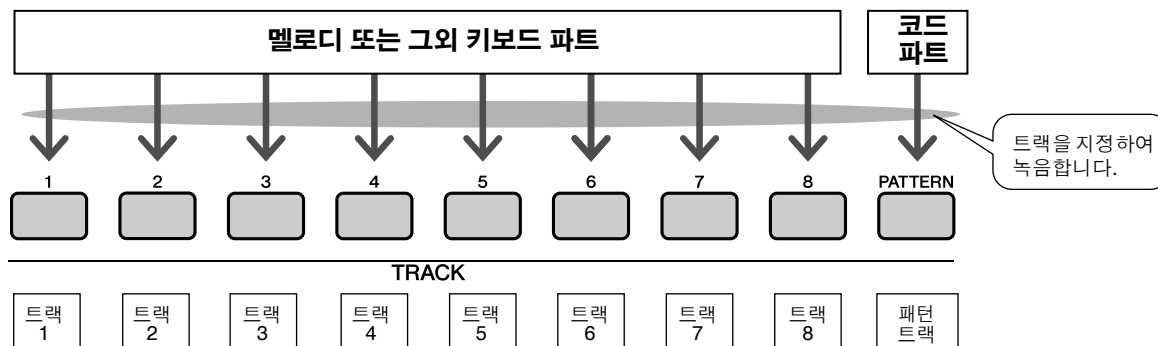 멜로디 또는 그외 키보드 파트
코드
파트
트랙을 지정하여
녹음합니다.
1 2 3 4 5 6 7 8 PATTERN
TRACK
트랙 트랙 트랙 트랙 트랙 트랙 트랙 트랙 패턴
1 2 3 4 5 6 7 8 트랙